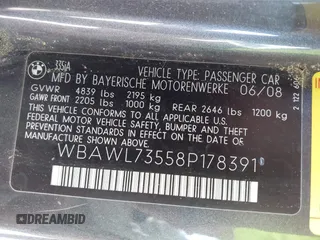 BMW
335iA
VEHICLE TYPE: PASSENGER CAR
MFD BY BAYERISCHE MOTORENWERKE 06/08
GVWR 4839 lbs 2195 kg
GAWR FRONT 2205 lbs 1000 kg REAR 2646 lbs 1200 kg
THIS VEHICLE CONFORMS TO ALL APPLICABLE
U.S. FEDERAL MOTOR VEHICLE SAFETY, BUMPER,
AND THEFT PREVENTION STANDARDS IN EFFECT
ON THE DATE OF MANUFACTURE SHOWN ABOVE.
WBAWL73558P178391
DREAMBID